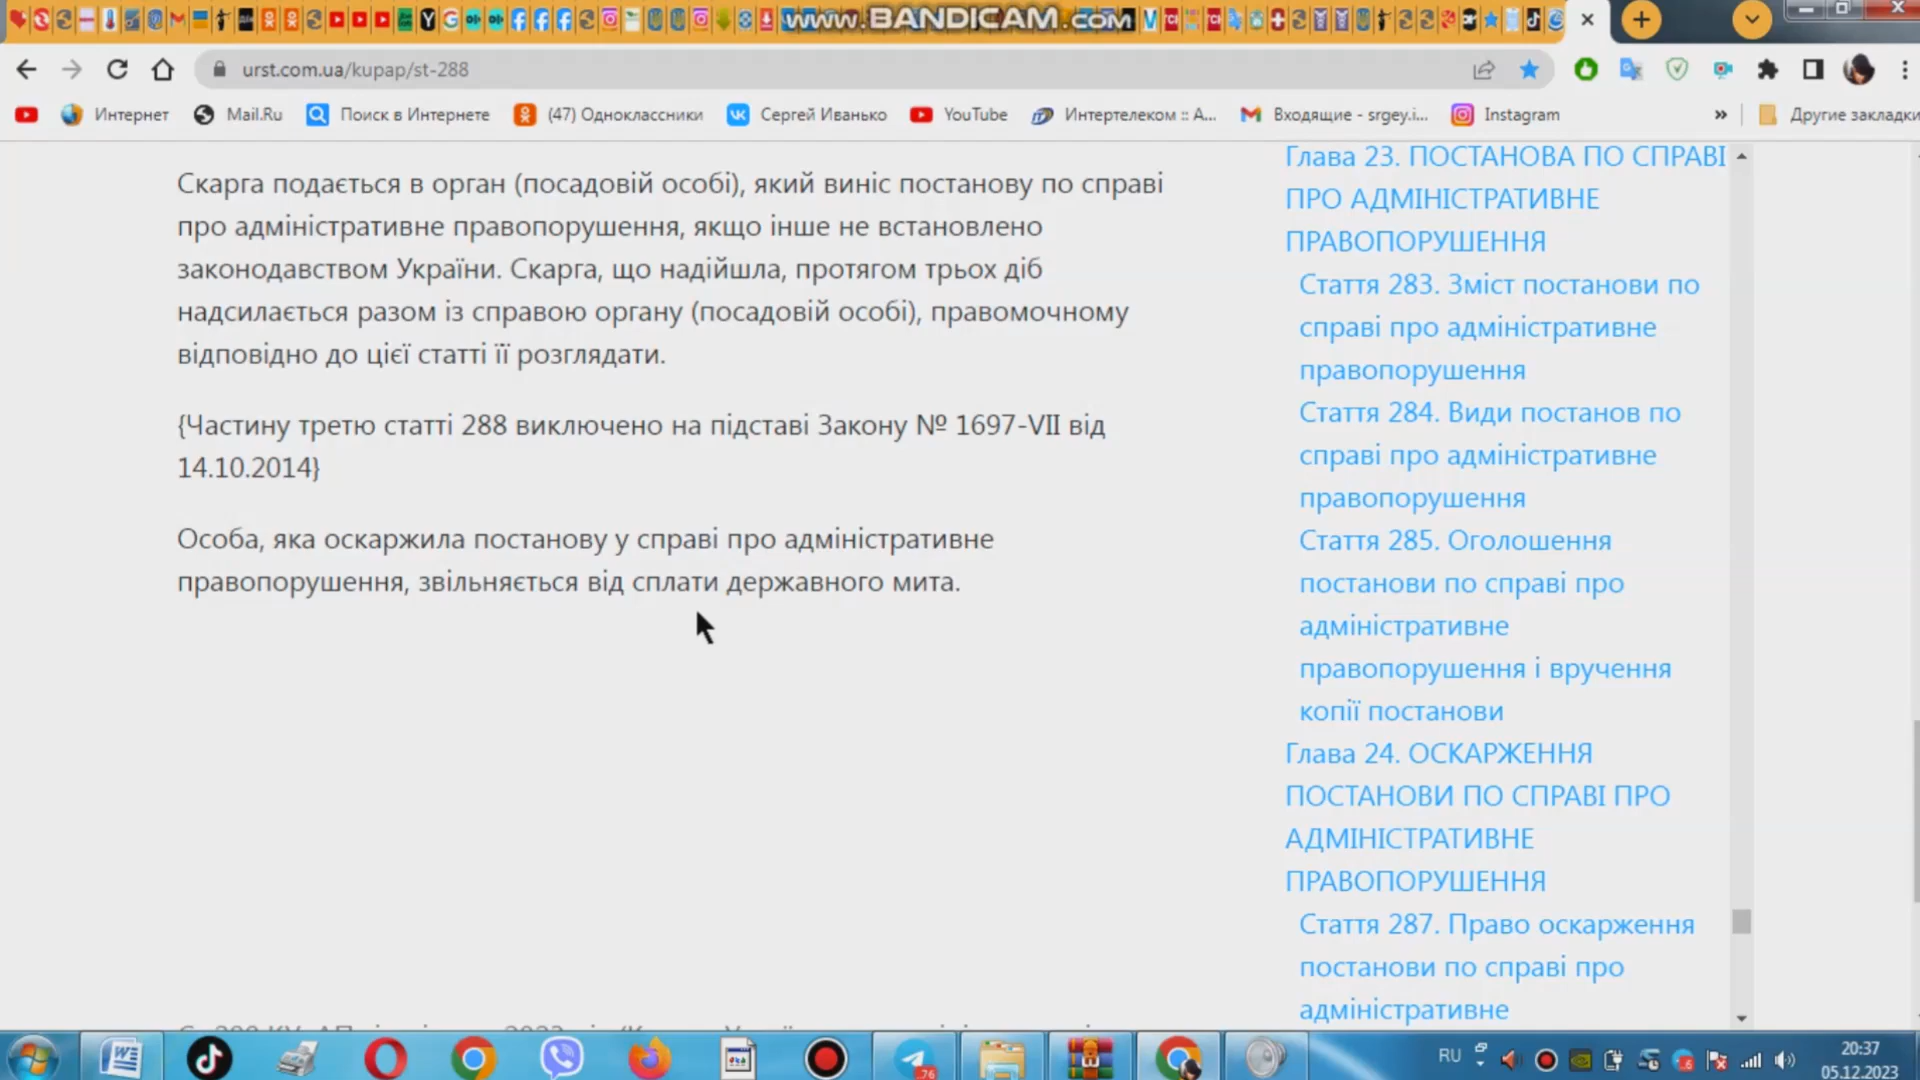 www.BANDICAM.com
urst.com.ua/kupap/st-288
Интернет
Mail.Ru
Поиск в Интернете
(47) Одноклассники
Сергей Иванько
YouTube
Интертелеком :: A...
Входящие - srgey.i...
Instagram
»
Другие закладки
Скарга подається в орган (посадовій особі), який виніс постанову по справі
про адміністративне правопорушення, якщо інше не встановлено
законодавством України. Скарга, що надійшла, протягом трьох діб
надсилається разом із справою органу (посадовій особі), правомочному
відповідно до цієї статті її розглядати.
{Частину третю статті 288 виключено на підставі Закону № 1697-VII від
14.10.2014}
Особа, яка оскаржила постанову у справі про адміністративне
правопорушення, звільняється від сплати державного мита.
Глава 23. ПОСТАНОВА ПО СПРАВІ
ПРО АДМІНІСТРАТИВНЕ
ПРАВОПОРУШЕННЯ
Стаття 283. Зміст постанови по
справі про адміністративне
правопорушення
Стаття 284. Види постанов по
справі про адміністративне
правопорушення
Стаття 285. Оголошення
постанови по справі про
адміністративне
правопорушення і вручення
копії постанови
Глава 24. ОСКАРЖЕННЯ
ПОСТАНОВИ ПО СПРАВІ ПРО
АДМІНІСТРАТИВНЕ
ПРАВОПОРУШЕННЯ
Стаття 287. Право оскарження
постанови по справі про
адміністративне
76
RU
20:37
05.12.2023